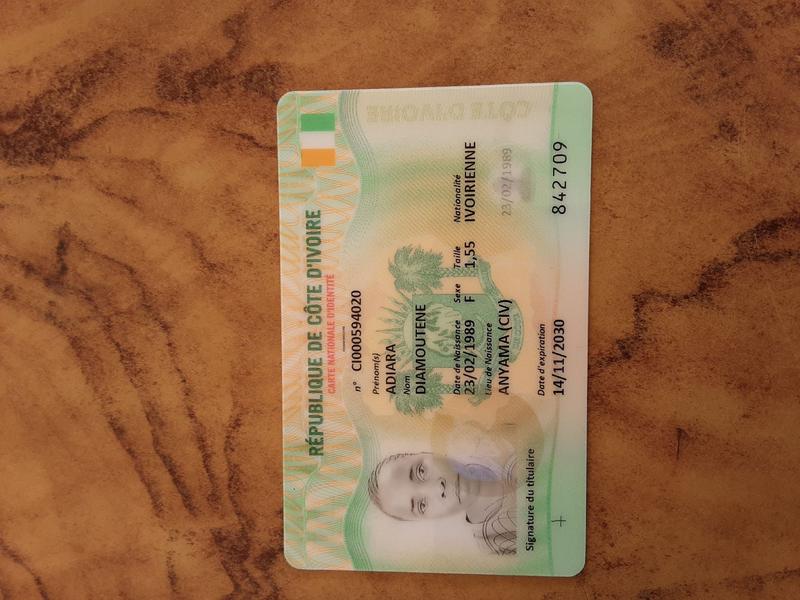 RÉPUBLIQUE DE CÔTE D'IVOIRE
CARTE NATIONALE D'IDENTITÉ
CÔTE D'IVOIRE
n° CI000594020
Prénom(s)
ADIARA
Nom
DIAMOUTENE
Date de Naissance Sexe Taille Nationalité
23/02/1989 F 1,55 IVOIRIENNE
Lieu de Naissance
ANYAMA (CIV)
23/02/1989
Date d'expiration
14/11/2030
Signature du titulaire
842709